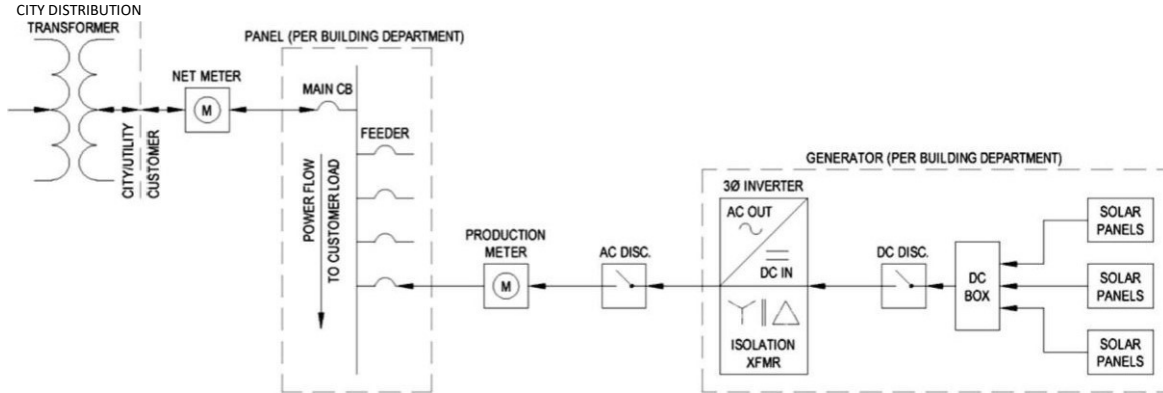 CITY DISTRIBUTION
TRANSFORMER
PANEL (PER BUILDING DEPARTMENT)
NET METER
M
MAIN CB
CITY/UTILITY
CUSTOMER
FEEDER
POWER FLOW
TO CUSTOMER LOAD
PRODUCTION
METER
M
AC DISC.
GENERATOR (PER BUILDING DEPARTMENT)
3Ø INVERTER
AC OUT
DC IN
ISOLATION
XFMR
DC DISC.
DC
BOX
SOLAR
PANELS
SOLAR
PANELS
SOLAR
PANELS